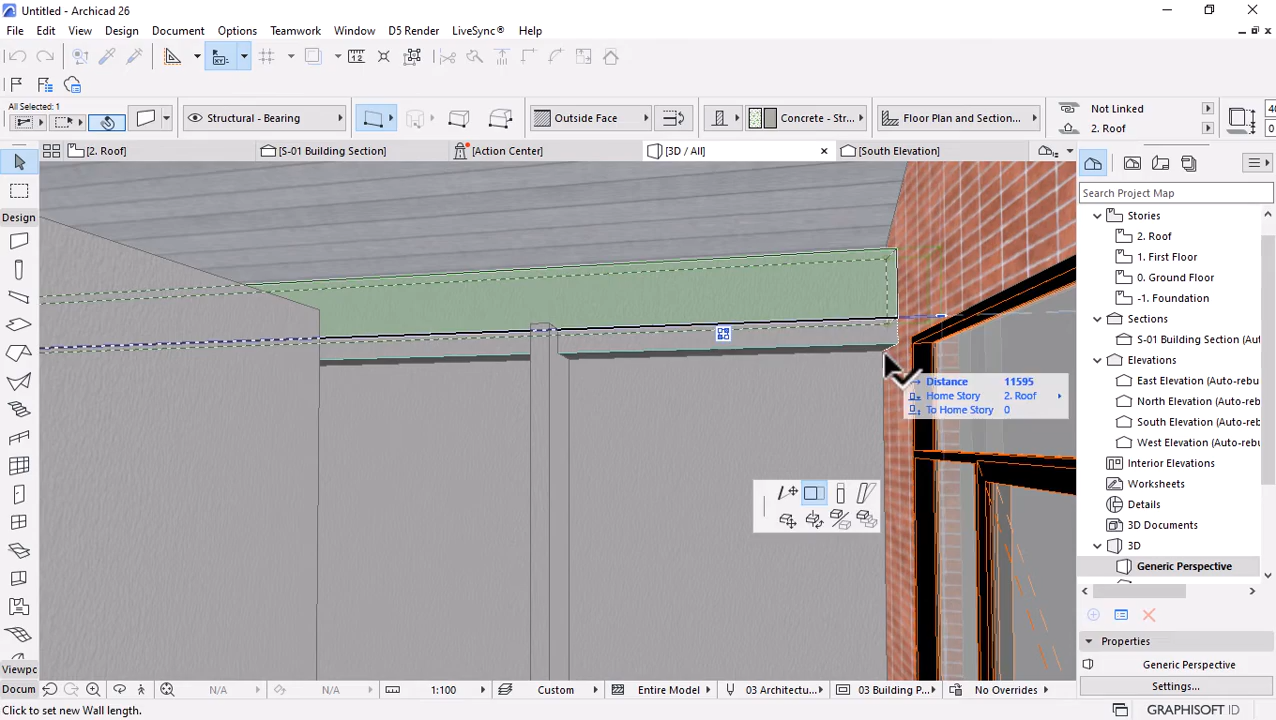 Untitled - Archicad 26
File Edit View Design Document Options Teamwork Window D5 Render LiveSync® Help
All Selected: 1
Structural - Bearing
Outside Face
Concrete - Str...
Floor Plan and Section...
Not Linked
2. Roof
[2. Roof]
[S-01 Building Section]
[Action Center]
[3D / All]
[South Elevation]
Design
Search Project Map
Stories
2. Roof
1. First Floor
0. Ground Floor
-1. Foundation
Sections
S-01 Building Section (Auto-reb
Elevations
East Elevation (Auto-rebu
North Elevation (Auto-rebu
South Elevation (Auto-rebu
West Elevation (Auto-rebu
Interior Elevations
Worksheets
Details
3D Documents
3D
Generic Perspective
Distance 11595
Home Story 2. Roof
To Home Story 0
Properties
Generic Perspective
Settings...
Viewpc
Docum
N/A
N/A
1:100
Custom
Entire Model
03 Architectu...
03 Building P...
No Overrides
Click to set new Wall length.
GRAPHISOFT ID